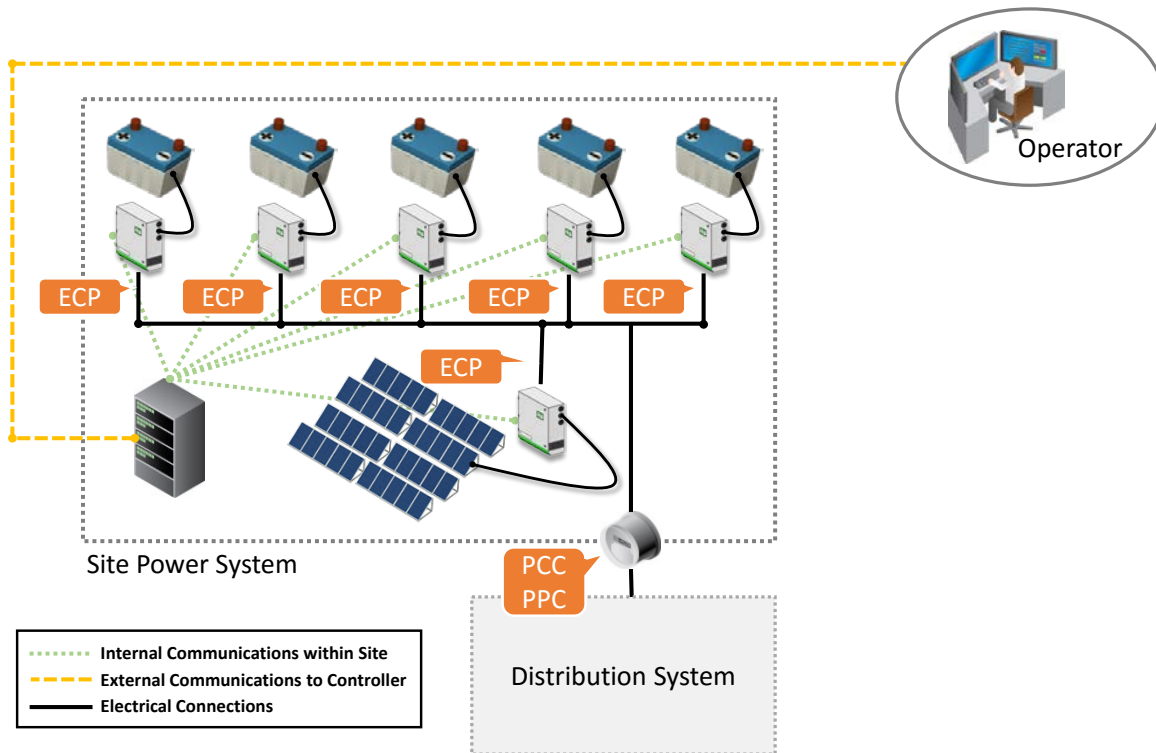 Operator
ECP
ECP
ECP
ECP
ECP
ECP
Site Power System
PCC
PPC
Distribution System
Internal Communications within Site
External Communications to Controller
Electrical Connections